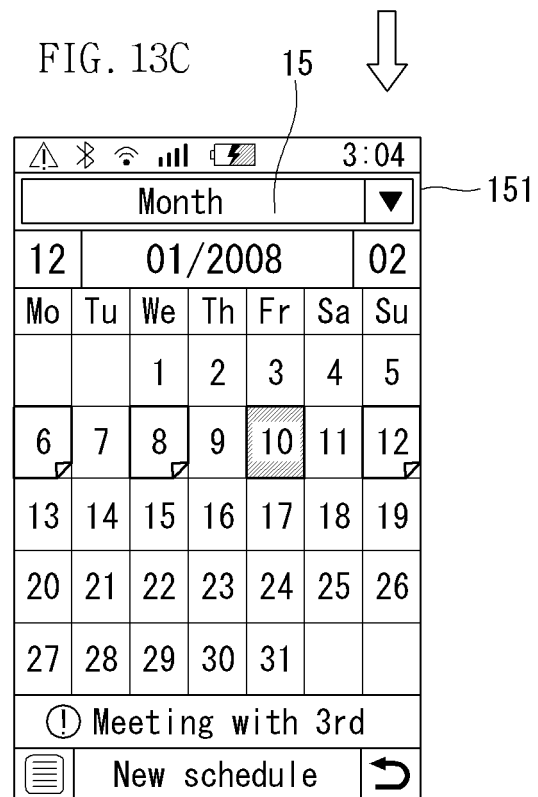 FIG. 13C
15
3:04
Month ▼
151
12 01/2008 02
Mo Tu We Th Fr Sa Su
1 2 3 4 5
6 7 8 9 10 11 12
13 14 15 16 17 18 19
20 21 22 23 24 25 26
27 28 29 30 31
! Meeting with 3rd
New schedule